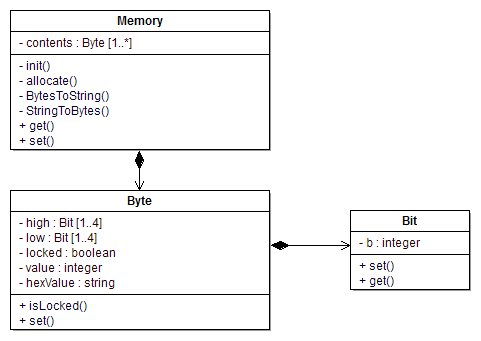 Memory
- contents : Byte [1..*]
- init()
- allocate()
- BytesToString()
- StringToBytes()
+ get()
+ set()
Byte
- high : Bit [1..4]
- low : Bit [1..4]
- locked : boolean
- value : integer
- hexValue : string
+ isLocked()
+ set()
Bit
- b : integer
+ set()
+ get()